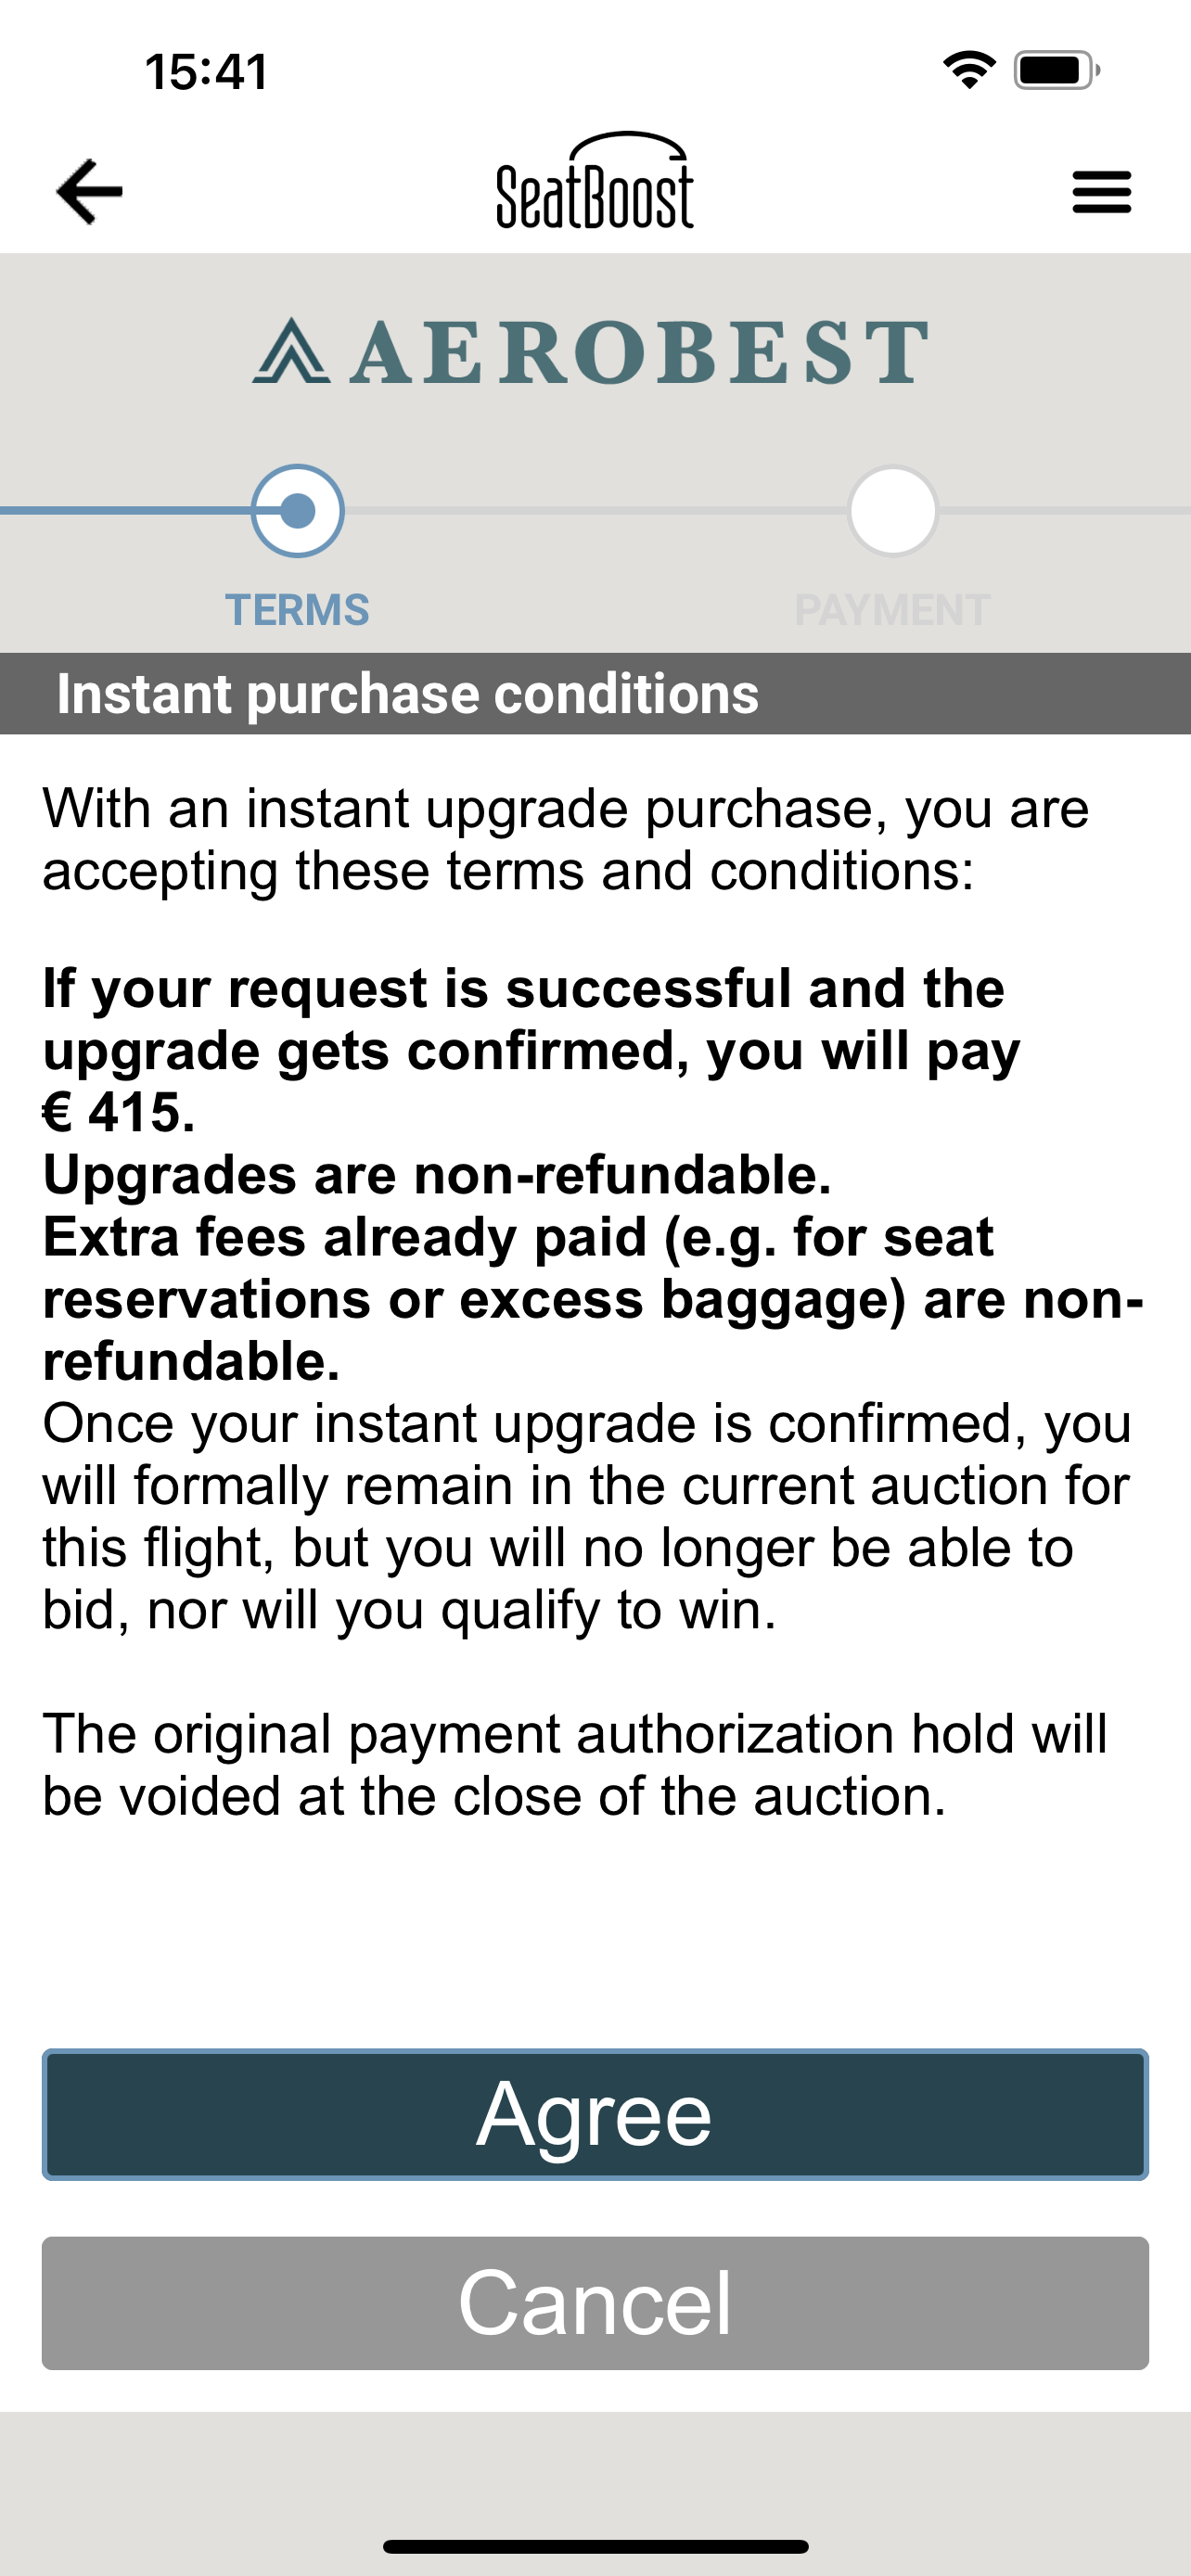 15:41
SeatBoost
AEROBEST
TERMS
PAYMENT
Instant purchase conditions
With an instant upgrade purchase, you are
accepting these terms and conditions:
If your request is successful and the
upgrade gets confirmed, you will pay
€ 415.
Upgrades are non-refundable.
Extra fees already paid (e.g. for seat
reservations or excess baggage) are non-
refundable.
Once your instant upgrade is confirmed, you
will formally remain in the current auction for
this flight, but you will no longer be able to
bid, nor will you qualify to win.
The original payment authorization hold will
be voided at the close of the auction.
Agree
Cancel